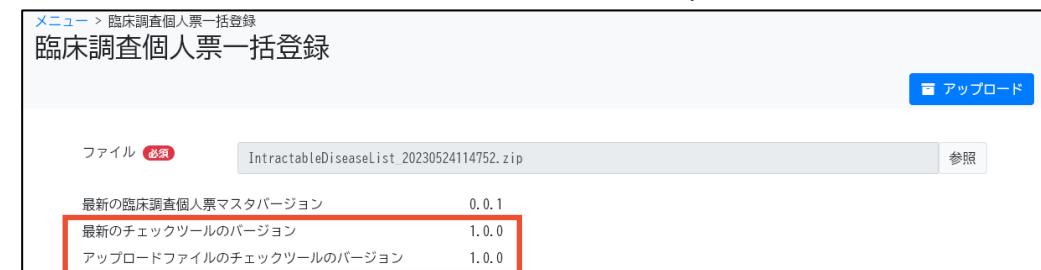 メニュー > 臨床調査個人票一括登録
臨床調査個人票一括登録
アップロード
ファイル 必須 IntractableDiseaseList_20230524114752.zip 参照
最新の臨床調査個人票マスタバージョン 0.0.1
最新のチェックツールのバージョン 1.0.0
アップロードファイルのチェックツールのバージョン 1.0.0